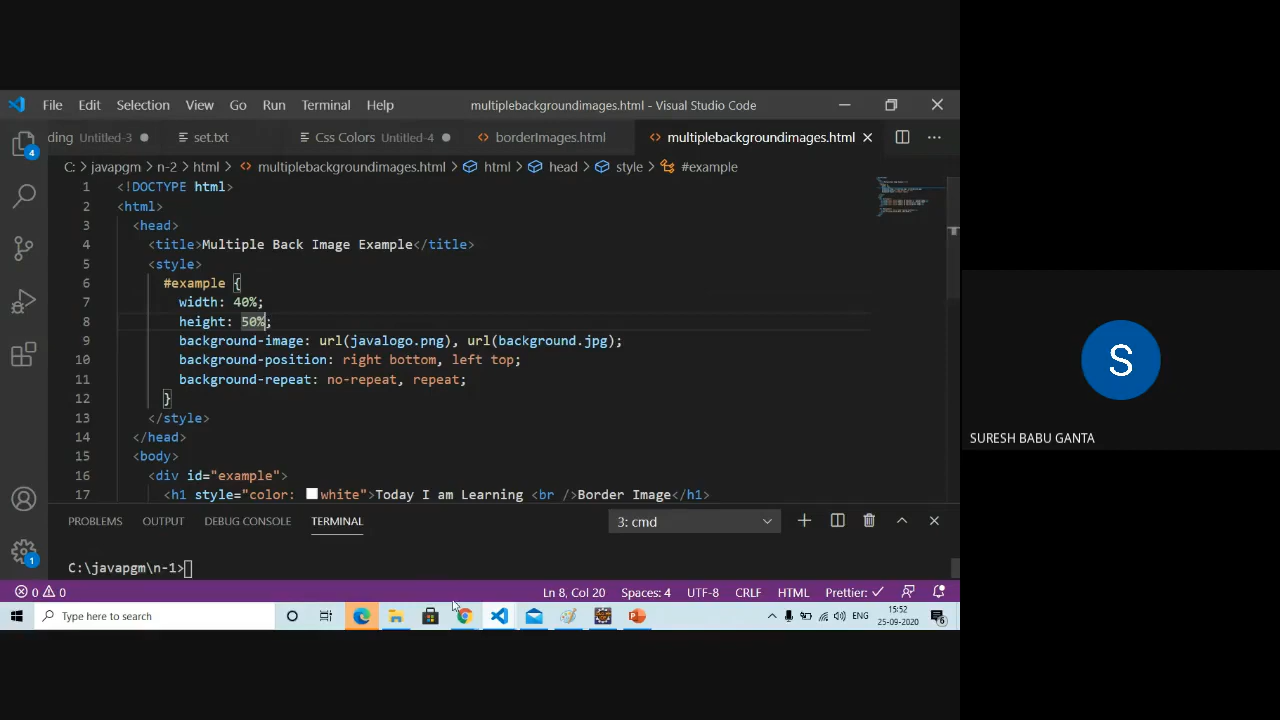 File Edit Selection View Go Run Terminal Help multiplebackgroundimages.html - Visual Studio Code
4 ding Untitled-3 set.txt Css Colors Untitled-4 borderImages.html multiplebackgroundimages.html
C: > javapgm > n-2 > html > multiplebackgroundimages.html > html > head > style > #example
1 <!DOCTYPE html>
2 <html>
3 <head>
4 <title>Multiple Back Image Example</title>
5 <style>
6 #example {
7 width: 40%;
8 height: 50%;
9 background-image: url(javalogo.png), url(background.jpg);
10 background-position: right bottom, left top;
11 background-repeat: no-repeat, repeat;
12 }
13 </style>
14 </head>
15 <body>
16 <div id="example">
17 <h1 style="color: white">Today I am Learning <br />Border Image</h1>
PROBLEMS OUTPUT DEBUG CONSOLE TERMINAL 3: cmd
1 C:\javapgm\n-1>
0 0 Ln 8, Col 20 Spaces: 4 UTF-8 CRLF HTML Prettier: ✓
Type here to search ENG 15:52
25-09-2020 6
S
SURESH BABU GANTA